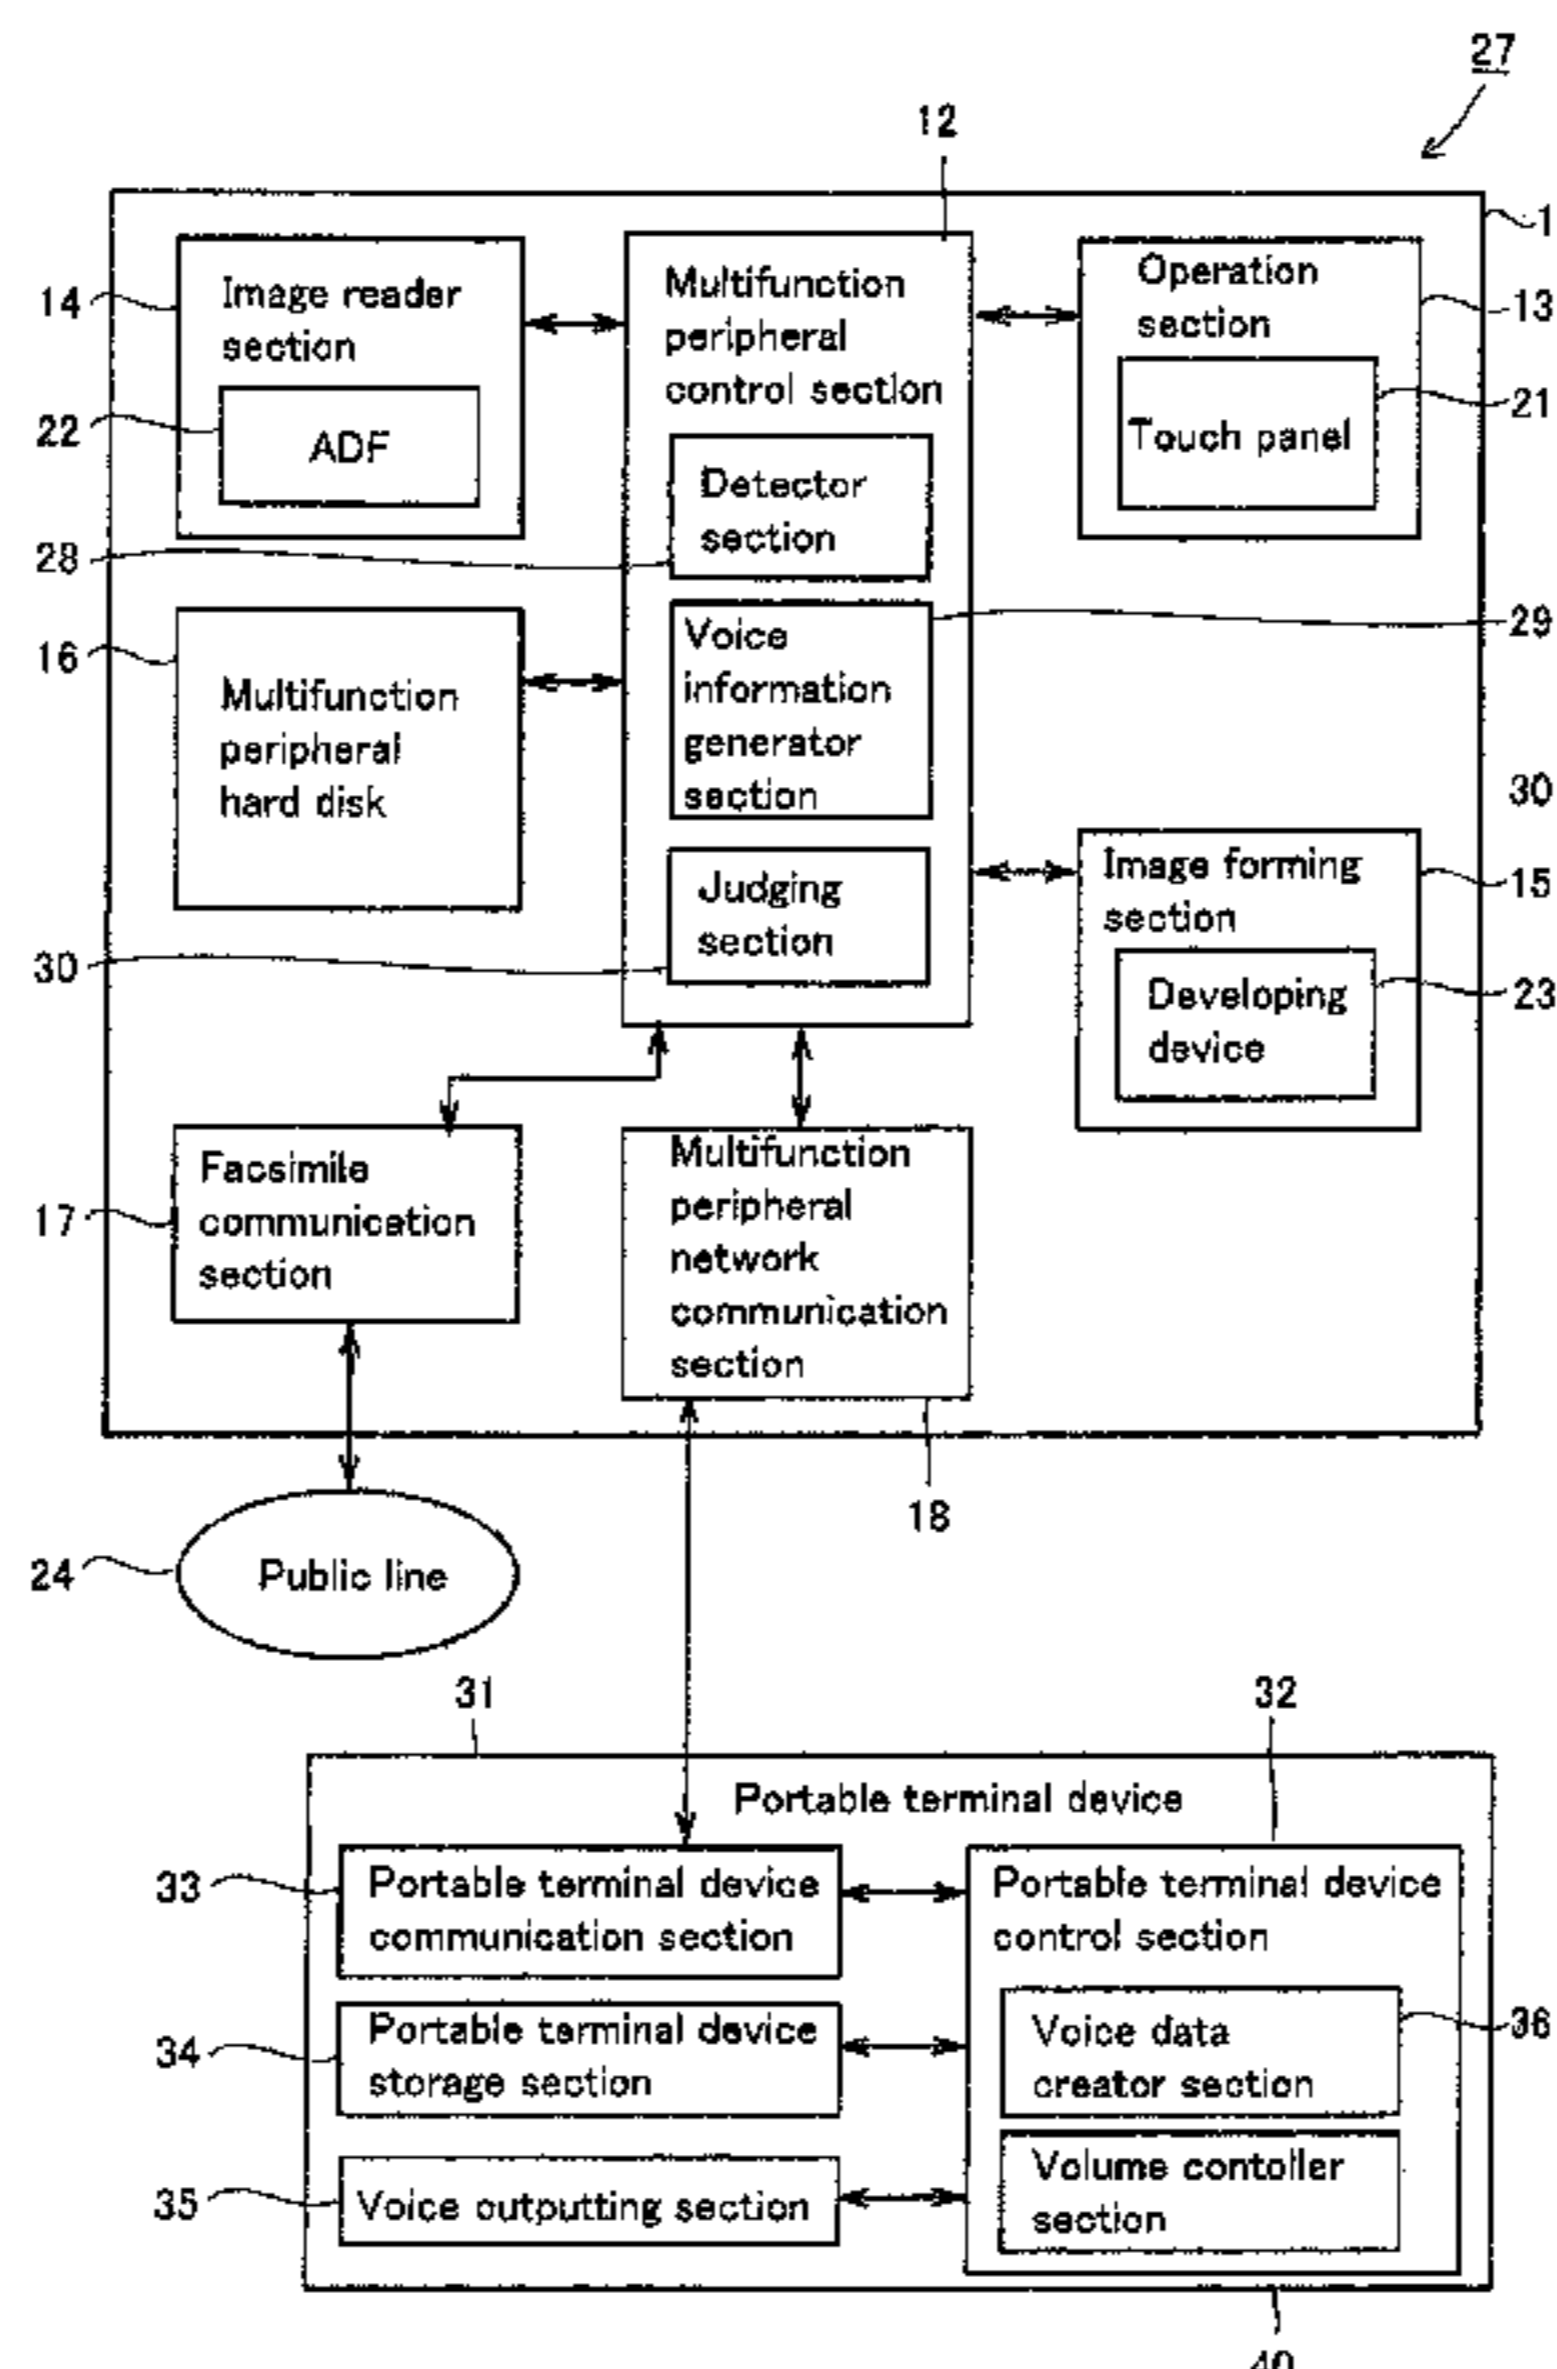 27
12
1
14
Image reader
section
22
ADF
Multifunction
peripheral
control section
Operation
section
13
21
Touch panel
Detector
section
28
16
Multifunction
peripheral
hard disk
Voice
information
generator
section
29
30
Judging
section
30
Image forming
section
15
Developing
device
23
17
Facsimile
communication
section
Multifunction
peripheral
network
communication
section
18
24
Public line
31
32
Portable terminal device
33
Portable terminal device
communication section
Portable terminal device
control section
34
Portable terminal device
storage section
Voice data
creator section
36
35
Voice outputting section
Volume contoller
section
40